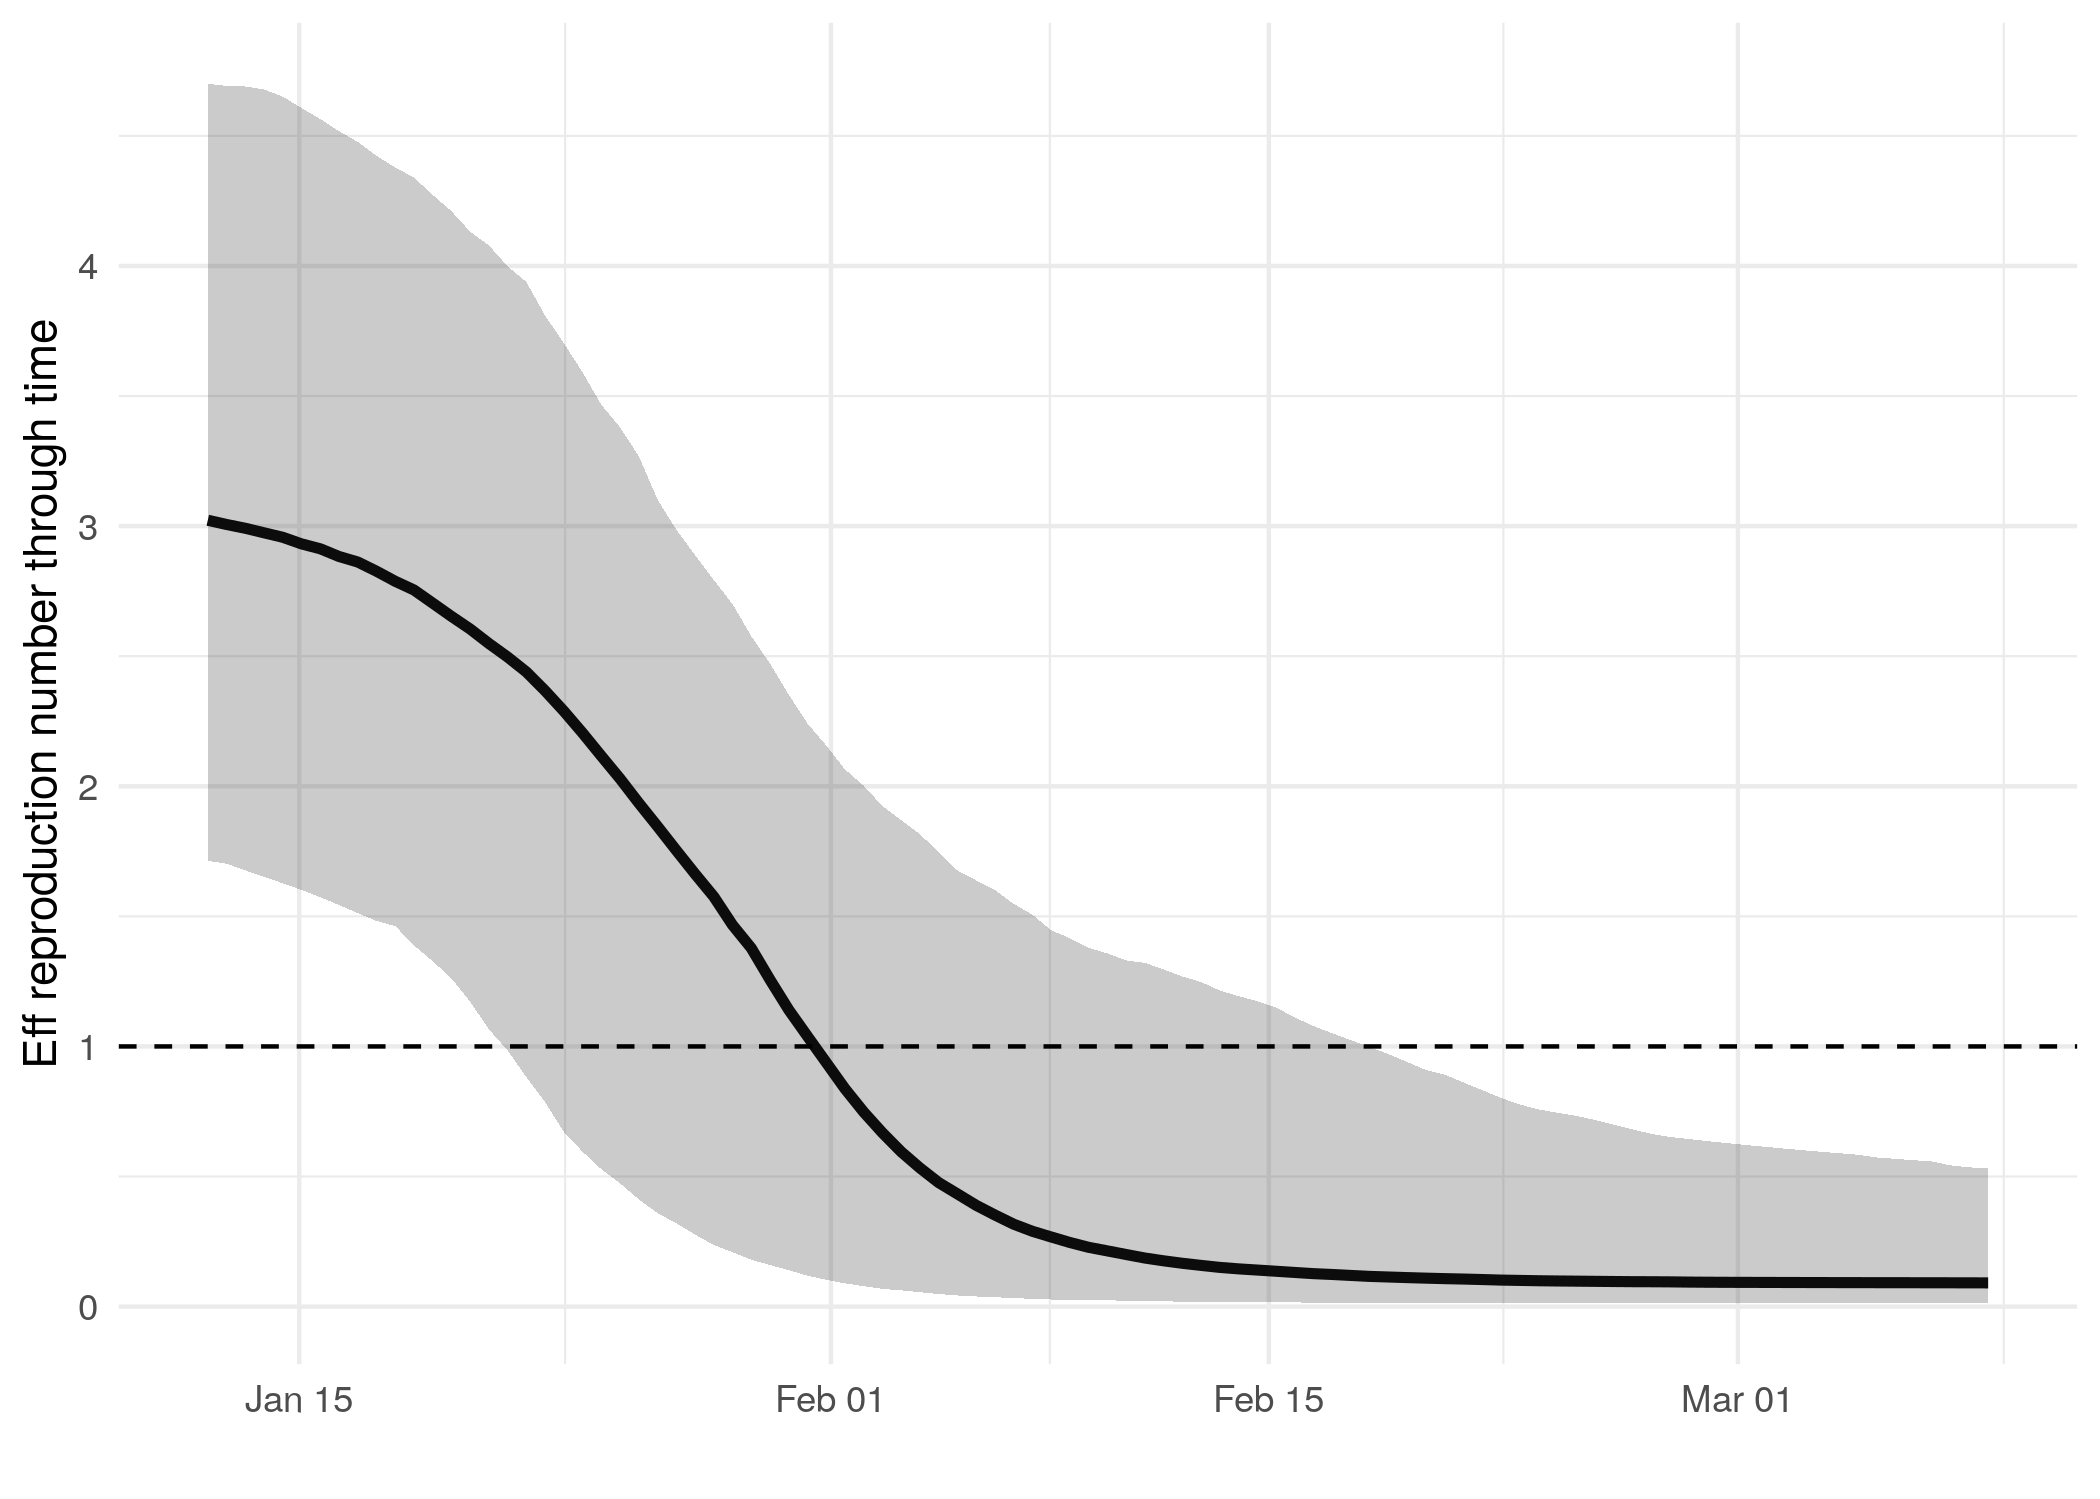 Eff reproduction number through time
4
3
2
1
0
Jan 15
Feb 01
Feb 15
Mar 01